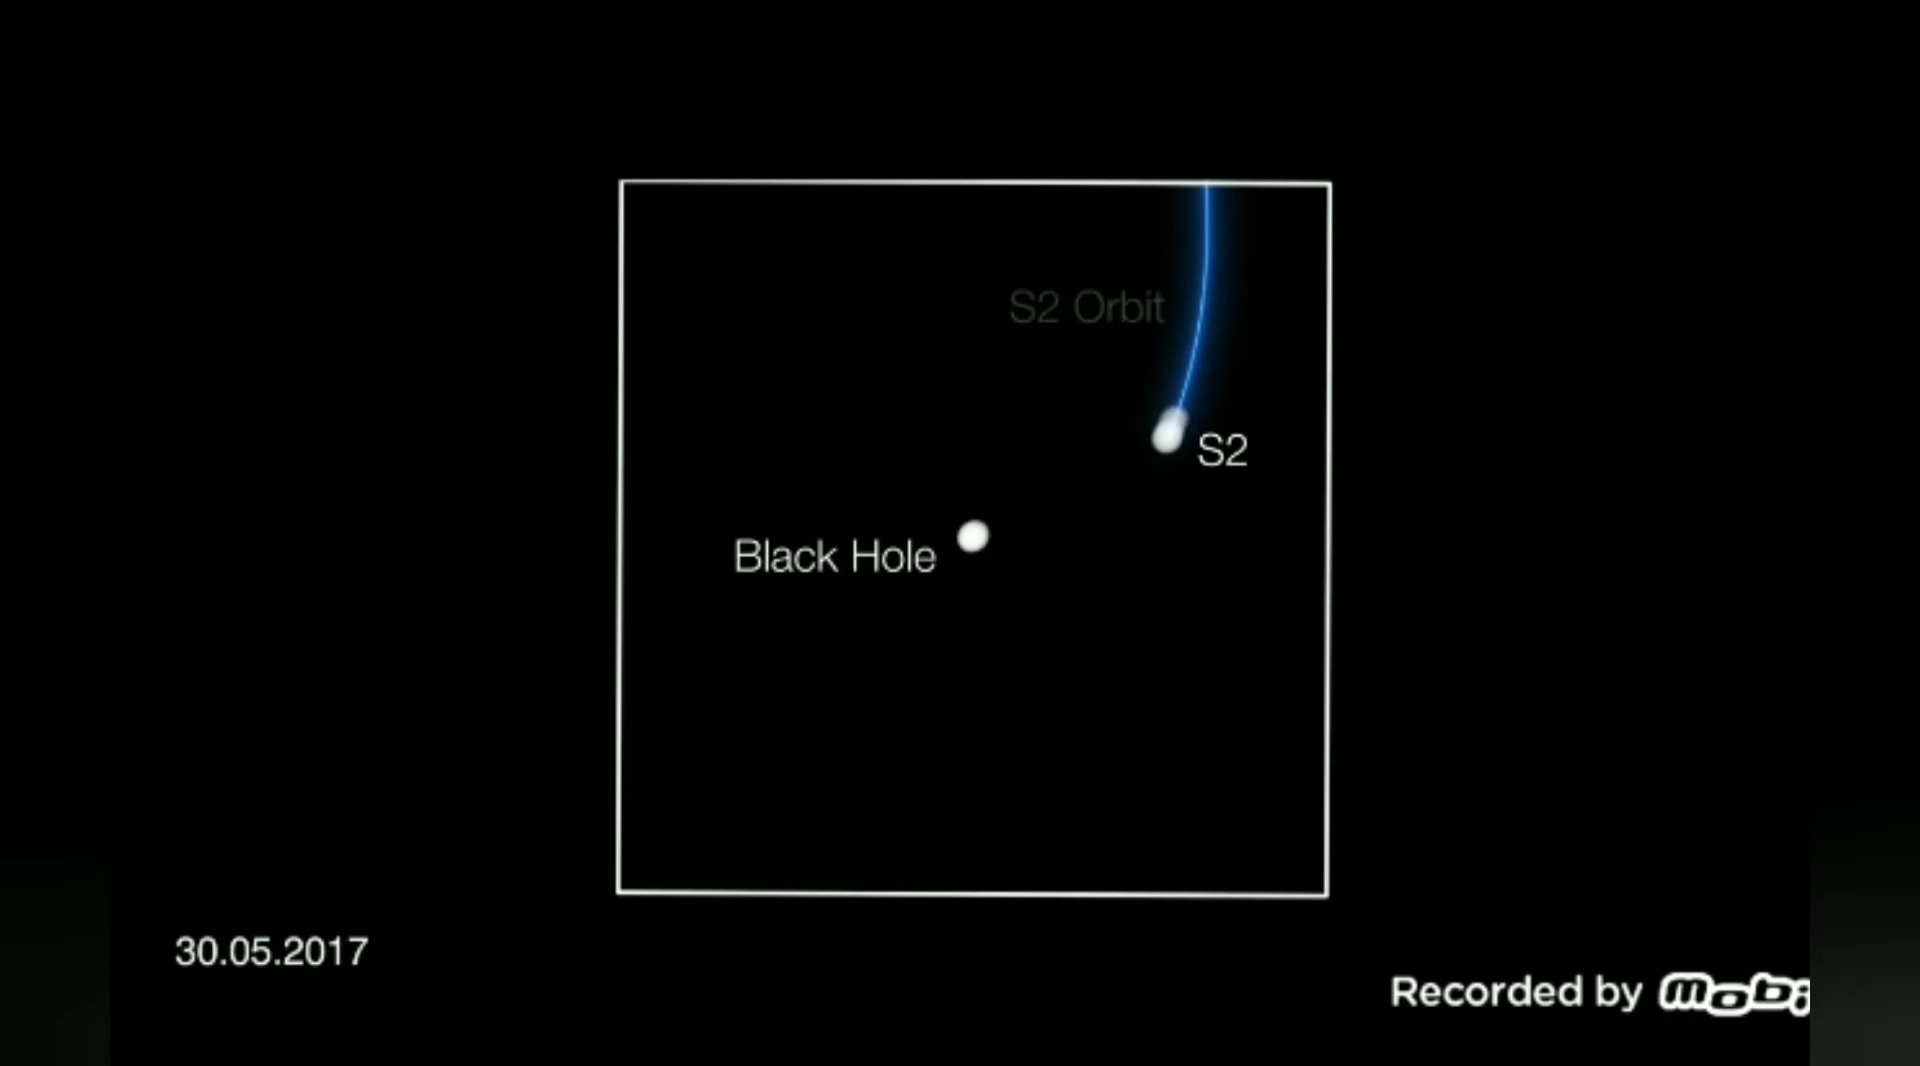 S2 Orbit
S2
Black Hole
30.05.2017
Recorded by